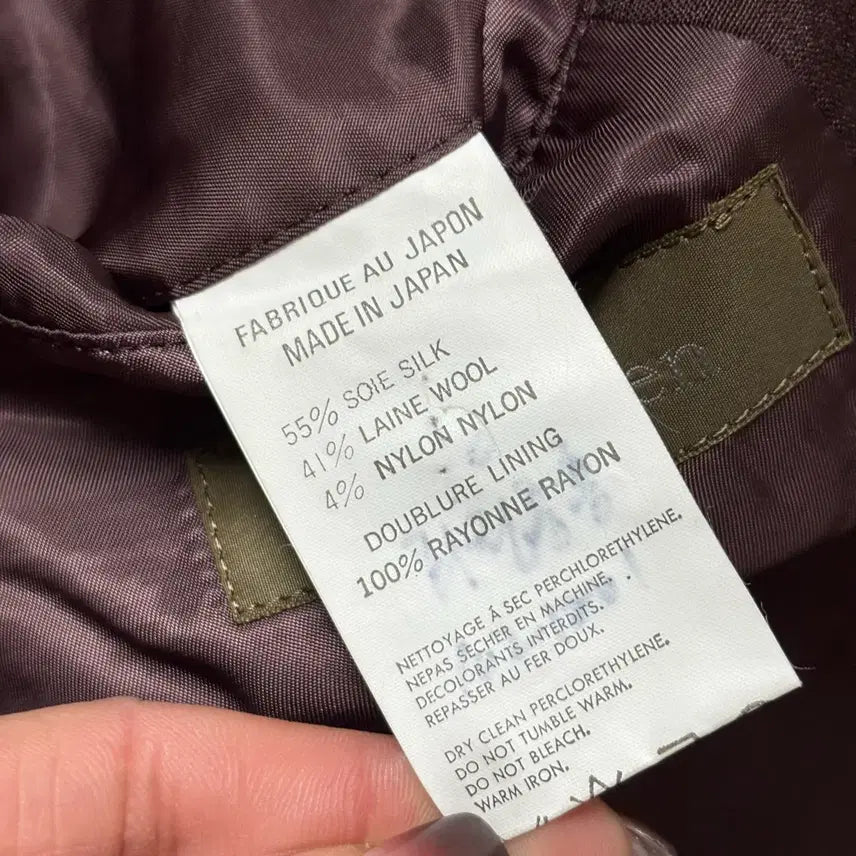 FABRIQUE AU JAPON
MADE IN JAPAN
55% SOIE SILK
41% LAINE WOOL
4% NYLON NYLON
DOUBLURE LINING
100% RAYONNE RAYON
NETTOYAGE À SEC PERCHLORETHYLENE.
NEPAS SECHER EN MACHINE.
DECOLORANTS INTERDITS.
REPASSER AU FER DOUX.
DRY CLEAN PERCLORETHYLENE.
DO NOT TUMBLE WARM.
DO NOT BLEACH.
WARM IRON.